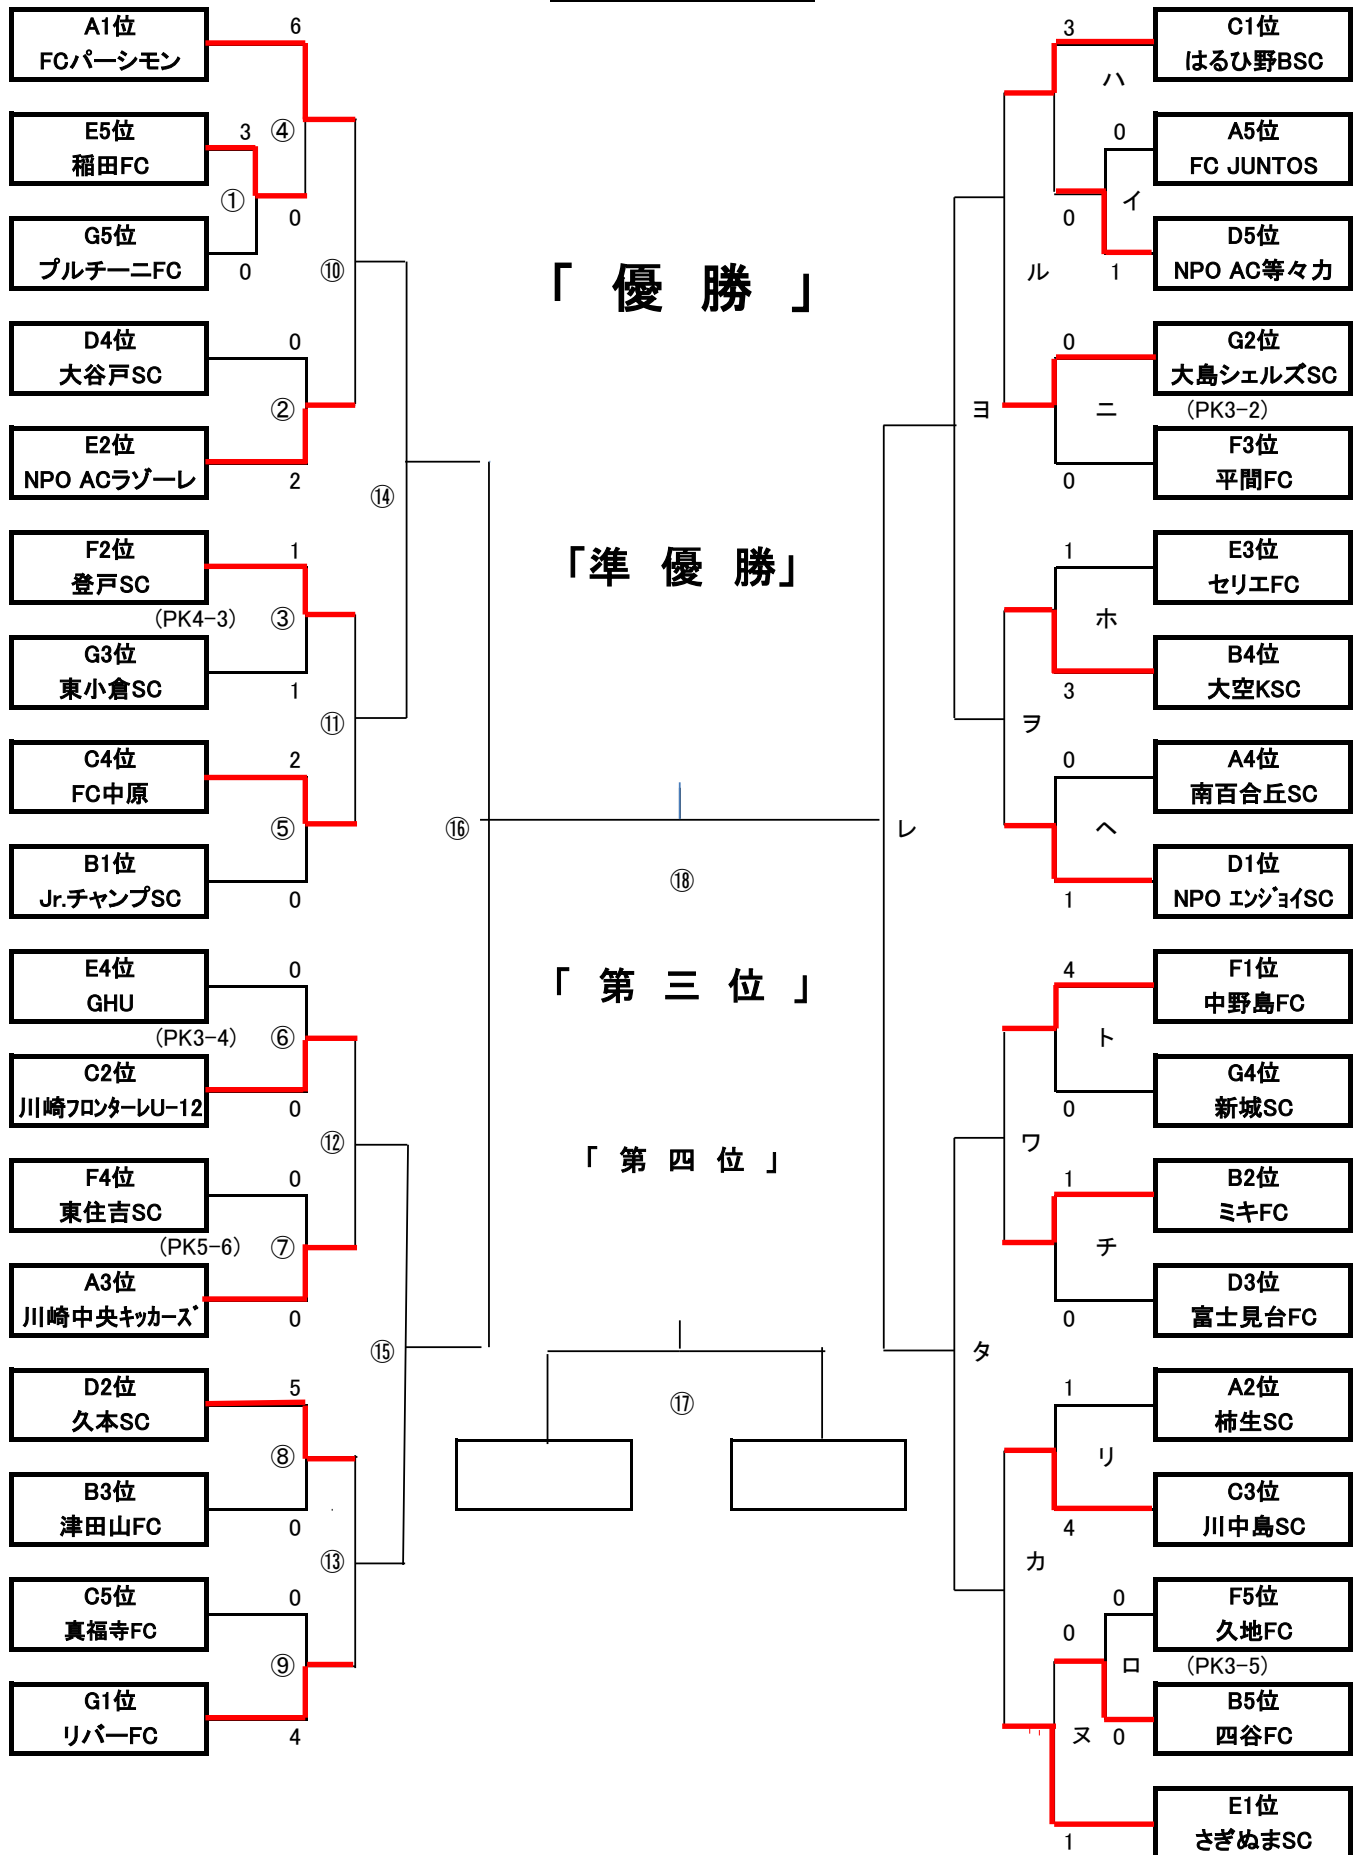 A1位
FCパーシモン
6
E5位
稲田FC
3
④
①
0
G5位
プルチーニFC
0
⑩
D4位
大谷戸SC
0
②
E2位
NPO ACラゾーレ
2
⑭
F2位
登戸SC
1
(PK4-3)
③
G3位
東小倉SC
1
⑪
C4位
FC中原
2
⑤
B1位
Jr.チャンプSC
0
⑯
E4位
GHU
0
(PK3-4)
⑥
C2位
川崎フロンターレU-12
0
⑫
F4位
東住吉SC
0
(PK5-6)
⑦
A3位
川崎中央キッカーズ
0
⑮
D2位
久本SC
5
⑧
B3位
津田山FC
0
⑬
C5位
真福寺FC
0
⑨
G1位
リバーFC
4
「 優 勝 」
「準 優 勝」
⑱
「 第 三 位 」
「 第 四 位 」
⑰
3
C1位
はるひ野BSC
ハ
0
A5位
FC JUNTOS
イ
0
D5位
NPO AC等々力
1
ル
0
G2位
大島シェルズSC
ヨ
ニ
(PK3-2)
F3位
平間FC
0
1
E3位
セリエFC
ホ
B4位
大空KSC
3
ヲ
0
A4位
南百合丘SC
レ
ヘ
D1位
NPO エンジョイSC
1
4
F1位
中野島FC
ト
G4位
新城SC
0
ワ
1
B2位
ミキFC
チ
D3位
富士見台FC
0
タ
1
A2位
柿生SC
リ
C3位
川中島SC
4
カ
0
F5位
久地FC
0
ロ
(PK3-5)
B5位
四谷FC
ヌ
0
E1位
さぎぬまSC
1